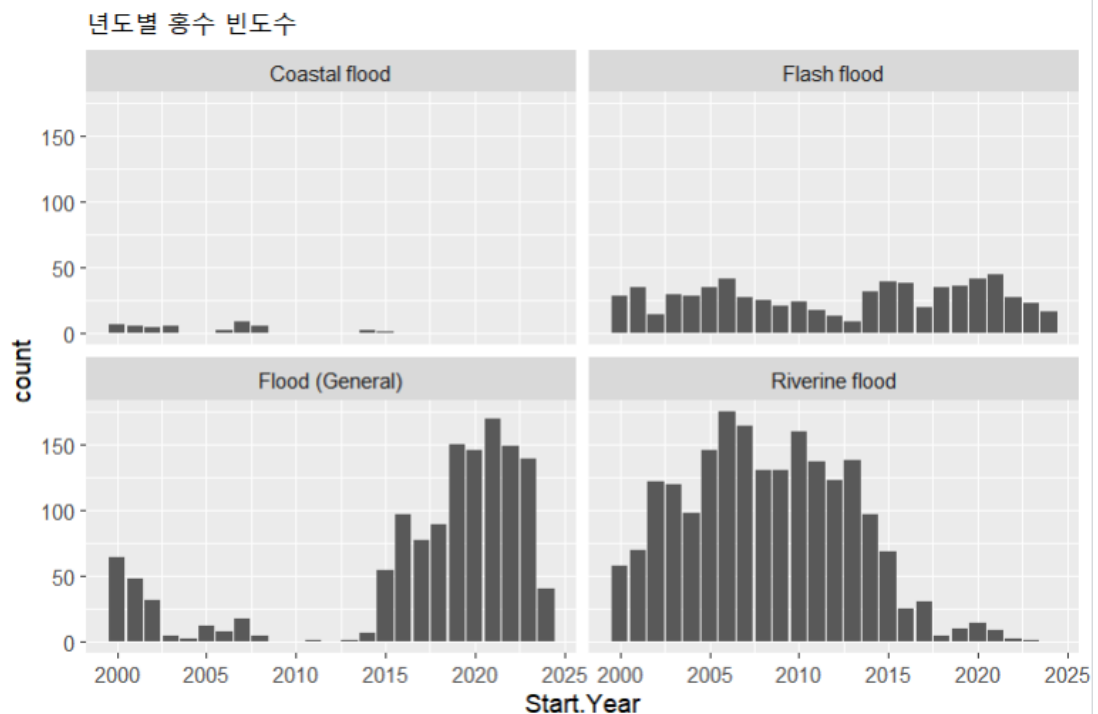 년도별 홍수 빈도수
Coastal flood
Flash flood
150
100
50
0
count
Flood (General)
Riverine flood
150
100
50
0
2000 2005 2010 2015 2020 2025
2000 2005 2010 2015 2020 2025
Start.Year